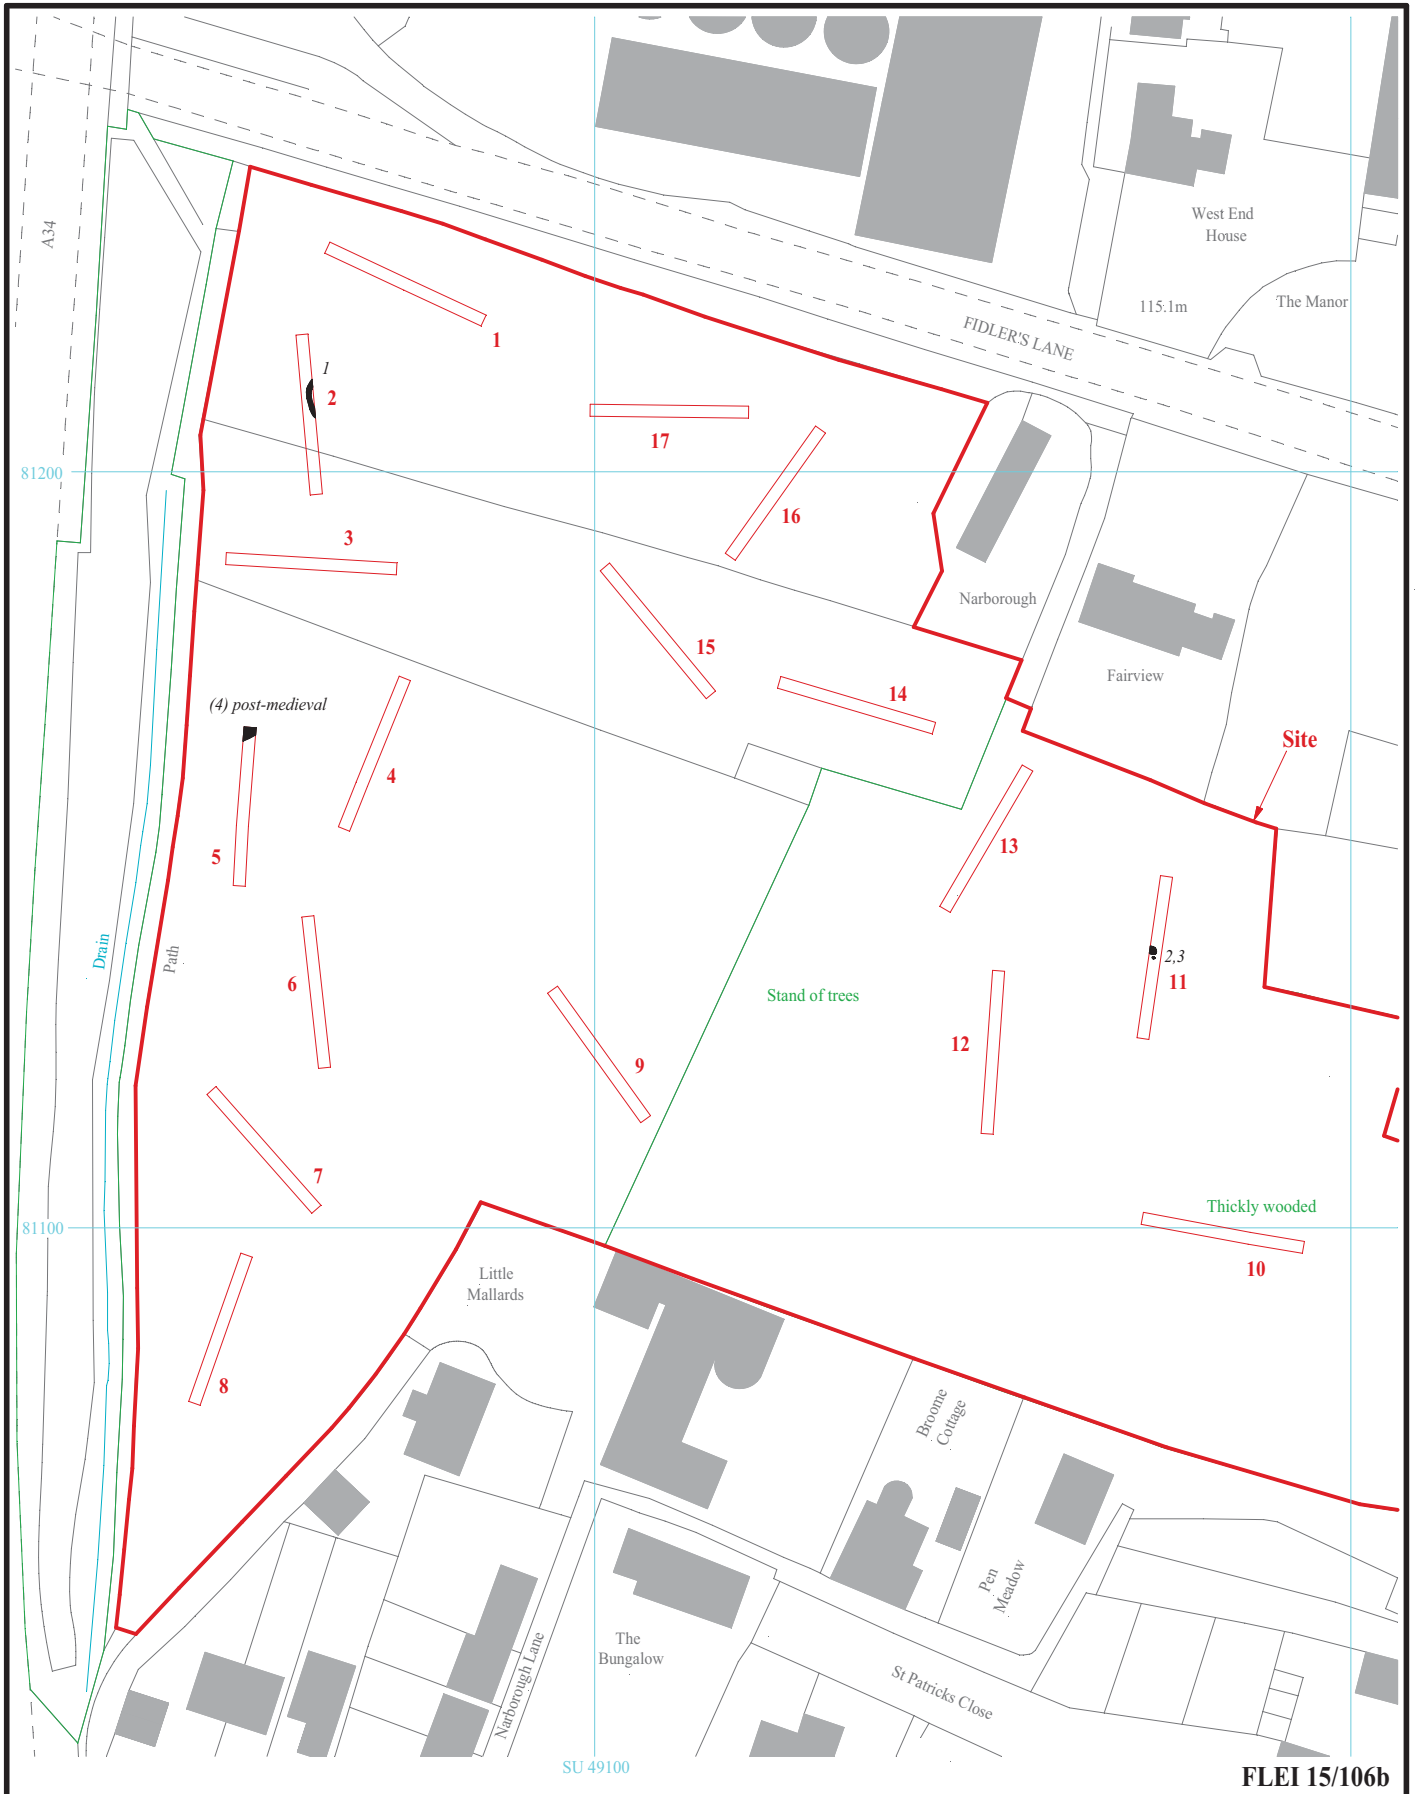 A34
West End
House
The Manor
115.1m
FIDLER'S LANE
1
1
2
17
81200
16
3
Narborough
15
Fairview
14
(4) post-medieval
Site
4
13
5
Drain
Path
2,3
11
6
Stand of trees
12
9
7
Thickly wooded
81100
10
Little
Mallards
8
Broome
Cottage
Pen
Meadow
The
Bungalow
Narborough Lane
St Patricks Close
SU 49100
FLEI 15/106b